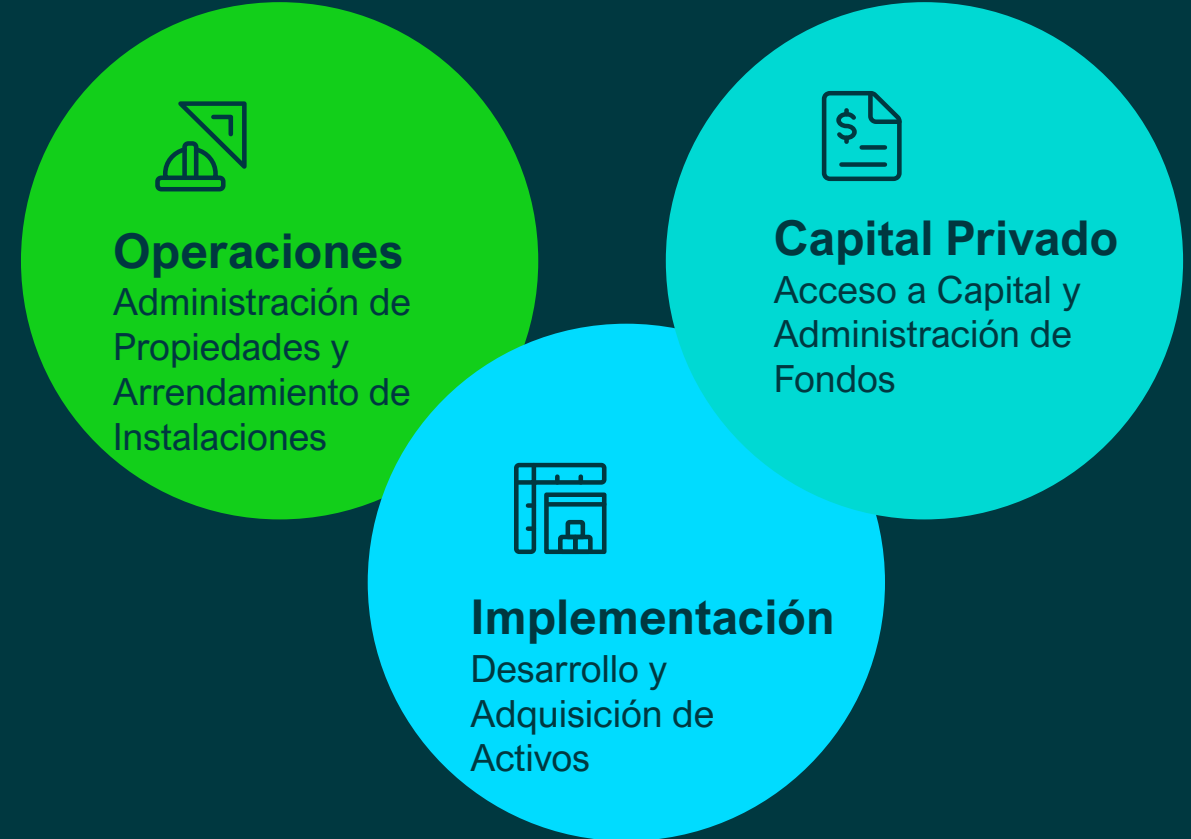 Operaciones
Administración de
Propiedades y
Arrendamiento de
Instalaciones
$
Capital Privado
Acceso a Capital y
Administración de
Fondos
Implementación
Desarrollo y
Adquisición de
Activos